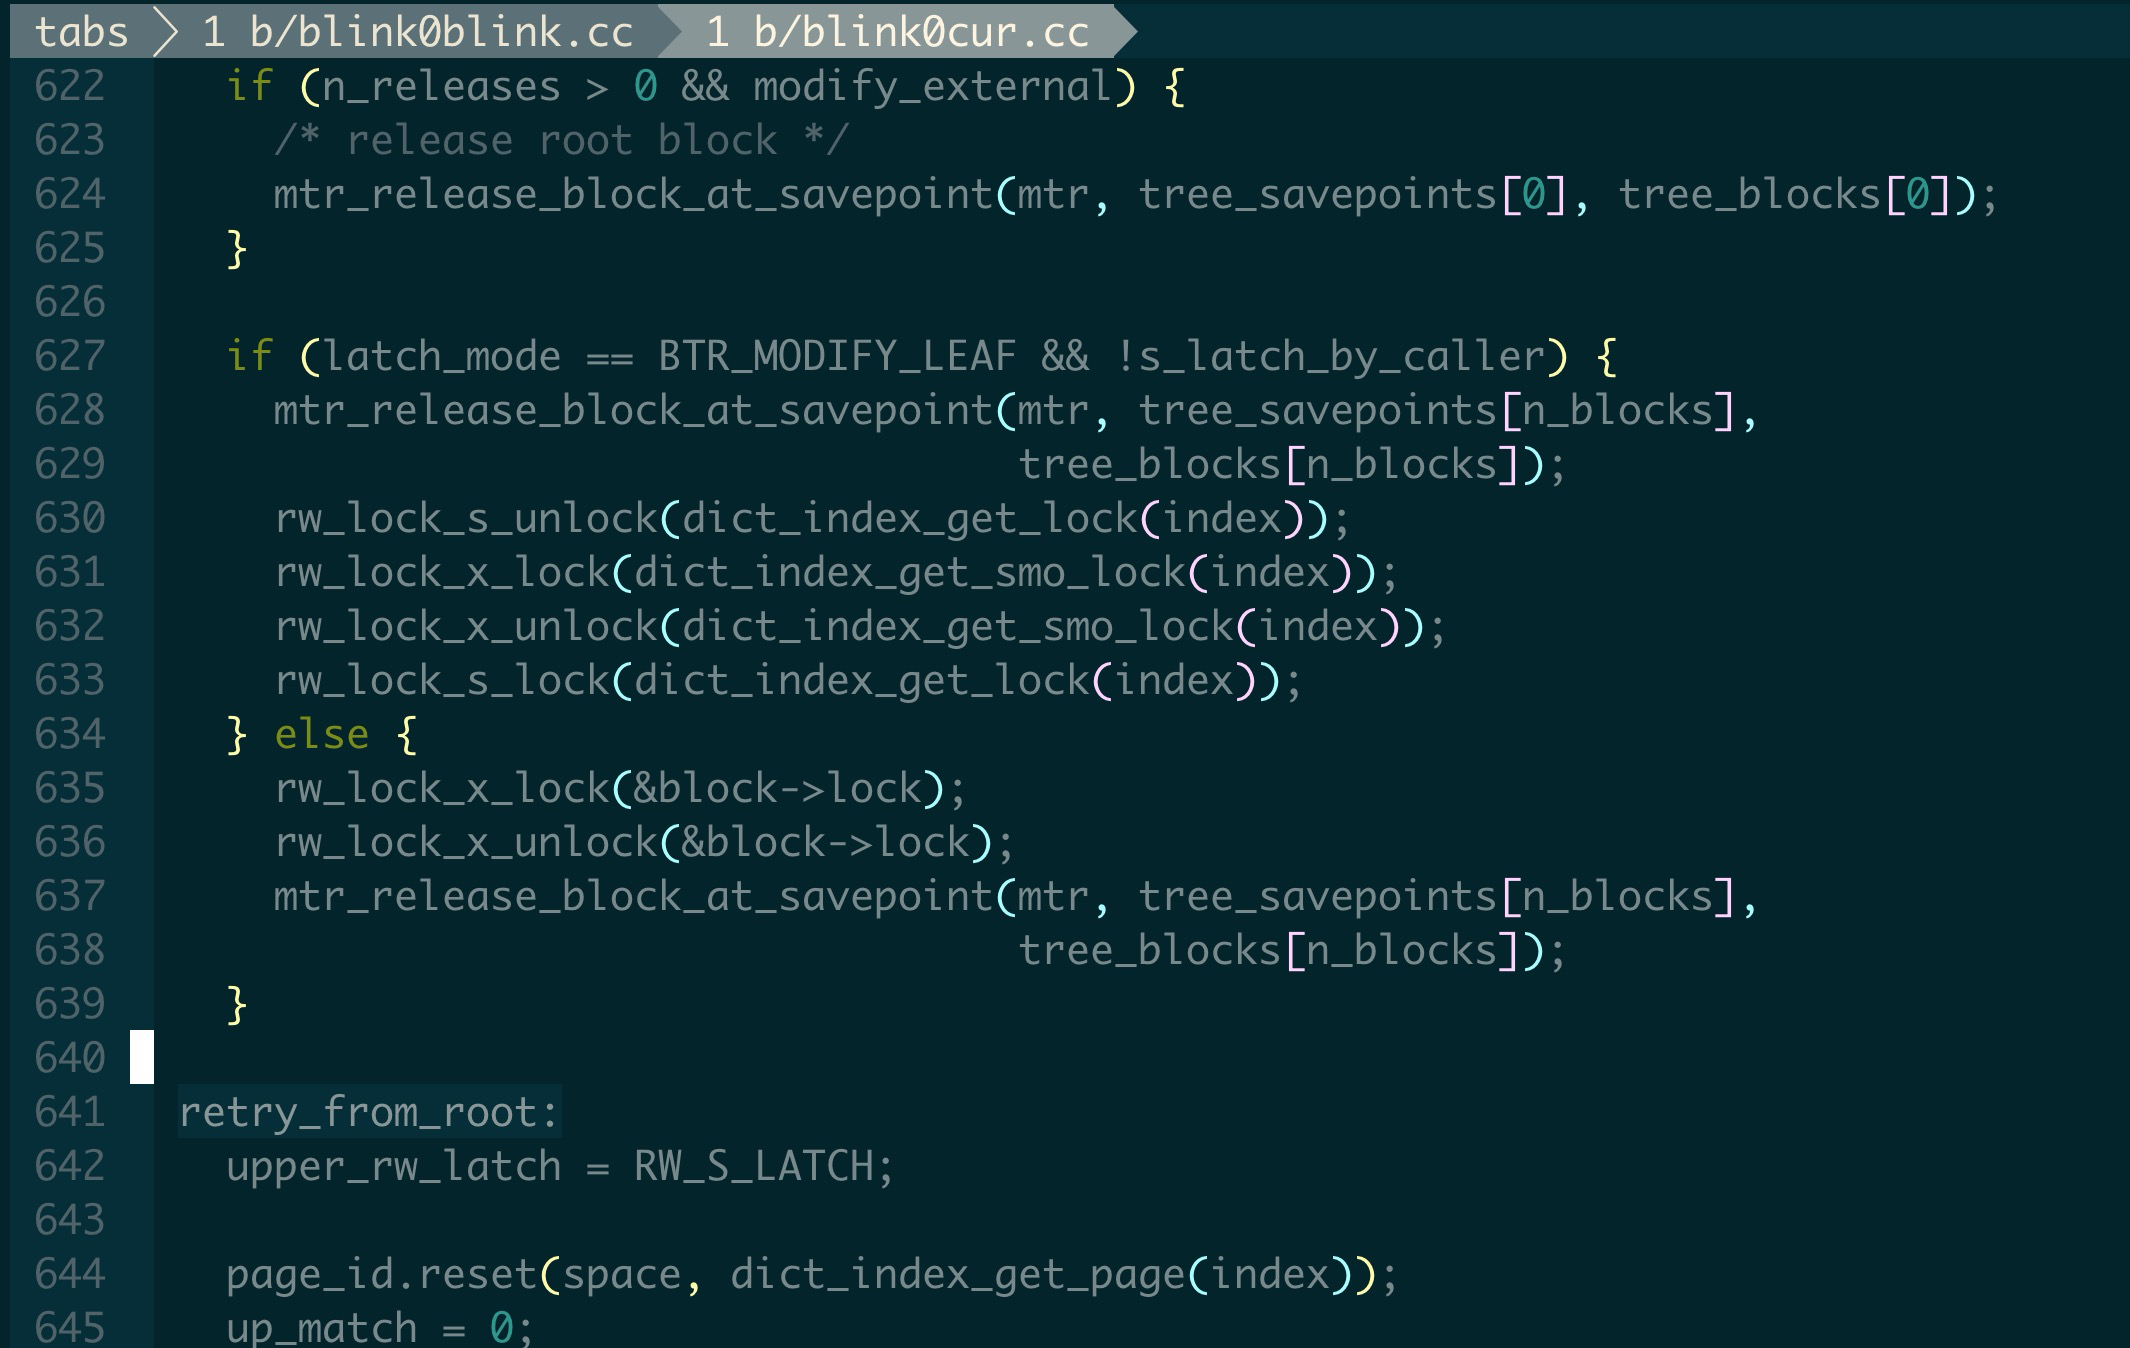 tabs 1 b/blink0blink.cc 1 b/blink0cur.cc
622 if (n_releases > 0 && modify_external) {
623 /* release root block */
624 mtr_release_block_at_savepoint(mtr, tree_savepoints[0], tree_blocks[0]);
625 }
626
627 if (latch_mode == BTR_MODIFY_LEAF && !s_latch_by_caller) {
628 mtr_release_block_at_savepoint(mtr, tree_savepoints[n_blocks],
629 tree_blocks[n_blocks]);
630 rw_lock_s_unlock(dict_index_get_lock(index));
631 rw_lock_x_lock(dict_index_get_smo_lock(index));
632 rw_lock_x_unlock(dict_index_get_smo_lock(index));
633 rw_lock_s_lock(dict_index_get_lock(index));
634 } else {
635 rw_lock_x_lock(&block->lock);
636 rw_lock_x_unlock(&block->lock);
637 mtr_release_block_at_savepoint(mtr, tree_savepoints[n_blocks],
638 tree_blocks[n_blocks]);
639 }
640
641 retry_from_root:
642 upper_rw_latch = RW_S_LATCH;
643
644 page_id.reset(space, dict_index_get_page(index));
645 up_match = 0;